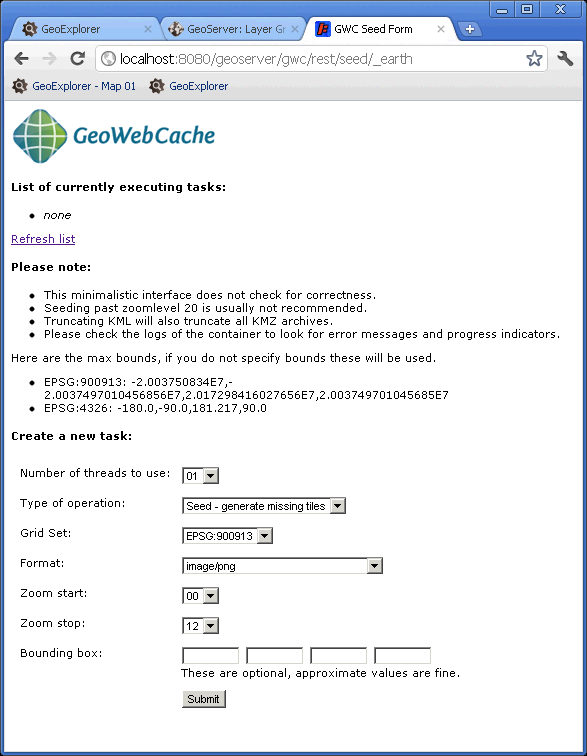 GeoExplorer
GeoServer: Layer Gr
GWC Seed Form
localhost:8080/geoserver/gwc/rest/seed/_earth
GeoExplorer - Map 01
GeoExplorer
GeoWebCache
List of currently executing tasks:
none
Refresh list
Please note:
This minimalistic interface does not check for correctness.
Seeding past zoomlevel 20 is usually not recommended.
Truncating KML will also truncate all KMZ archives.
Please check the logs of the container to look for error messages and progress indicators.
Here are the max bounds, if you do not specify bounds these will be used.
EPSG:900913: -2.003750834E7,-
2.003749701045656E7,2.017298416027656E7,2.003749701045685E7
EPSG:4326: -180.0,-90.0,181.217,90.0
Create a new task:
Number of threads to use: 01
Type of operation: Seed - generate missing tiles
Grid Set: EPSG:900913
Format: image/png
Zoom start: 00
Zoom stop: 12
Bounding box:
These are optional, approximate values are fine.
Submit